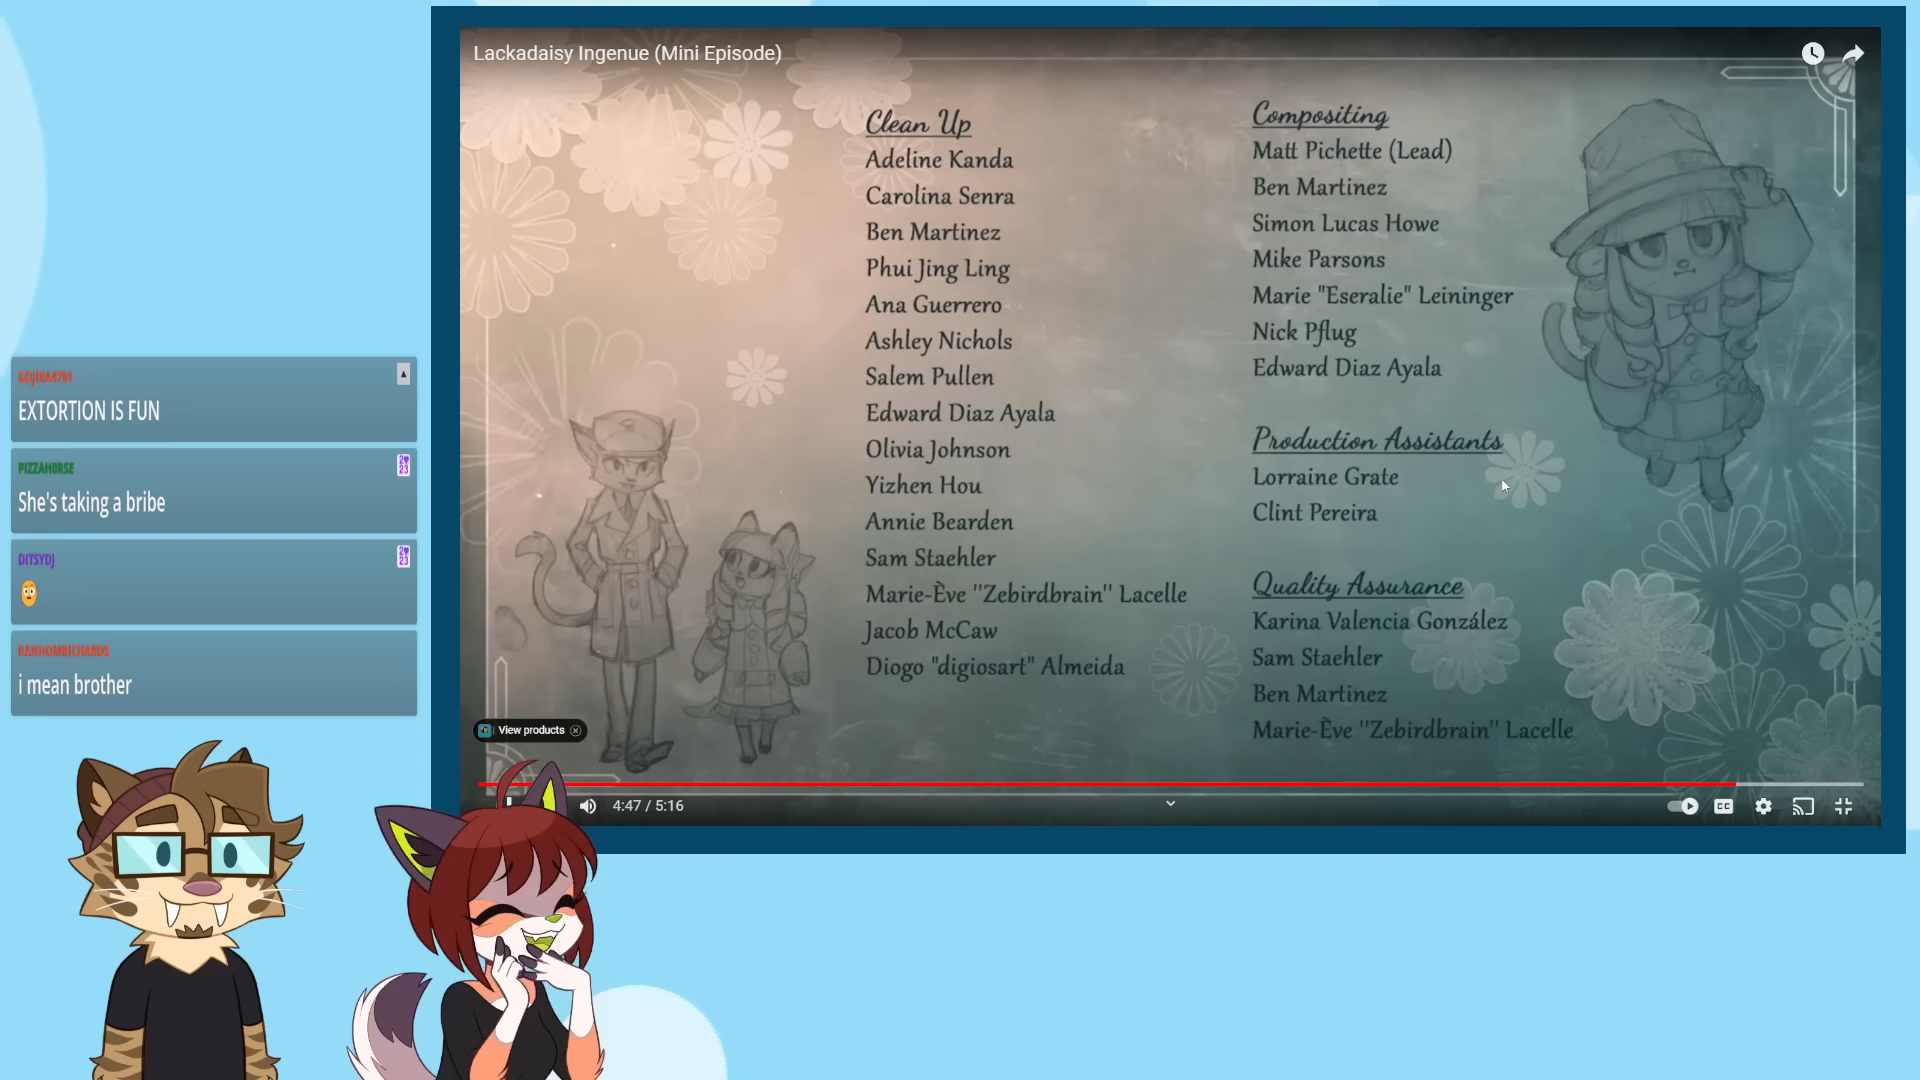 Lackadaisy Ingenue (Mini Episode)
Clean Up
Adeline Kanda
Carolina Senra
Ben Martinez
Phui Jing Ling
Ana Guerrero
Ashley Nichols
Salem Pullen
Edward Diaz Ayala
Olivia Johnson
Yizhen Hou
Annie Bearden
Sam Staehler
Marie-Ève "Zebirdbrain" Lacelle
Jacob McCaw
Diogo "digiosart" Almeida
Compositing
Matt Pichette (Lead)
Ben Martinez
Simon Lucas Howe
Mike Parsons
Marie "Eseralie" Leininger
Nick Pflug
Edward Diaz Ayala
Production Assistants
Lorraine Grate
Clint Pereira
Quality Assurance
Karina Valencia González
Sam Staehler
Ben Martinez
Marie-Ève "Zebirdbrain" Lacelle
View products
4:47 / 5:16
CC
GOJIRA4791
EXTORTION IS FUN
PIZZAHORSE
She's taking a bribe
DITSYDJ
RANDOMRICHARDS
i mean brother